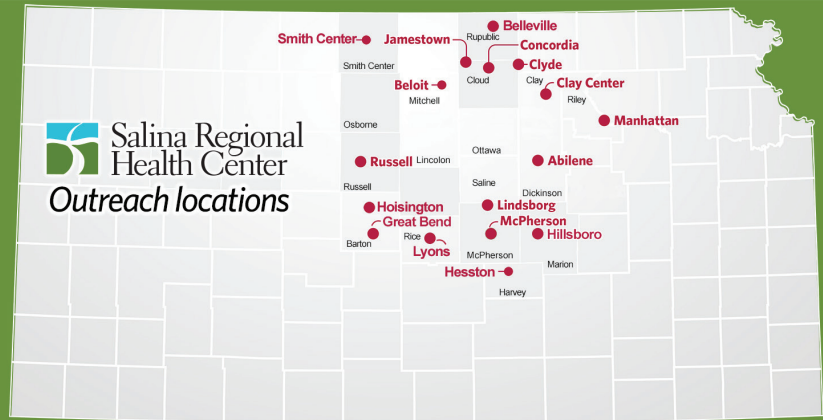 Belleville
Rupublic
Smith Center
Jamestown
Concordia
Smith Center
Cloud
Clyde
Beloit
Mitchell
Clay
Clay Center
Riley
Manhattan
Osborne
Salina Regional
Health Center
Outreach locations
Russell
Lincolon
Ottawa
Abilene
Russell
Saline
Dickinson
Hoisington
Lindsborg
Great Bend
McPherson
Barton
Rice
Hillsboro
Lyons
McPherson
Marion
Hesston
Harvey